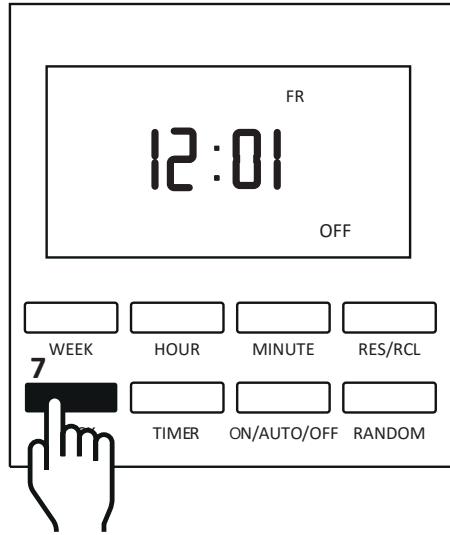 FR
12:01
OFF
WEEK HOUR MINUTE RES/RCL
7
TIMER ON/AUTO/OFF RANDOM